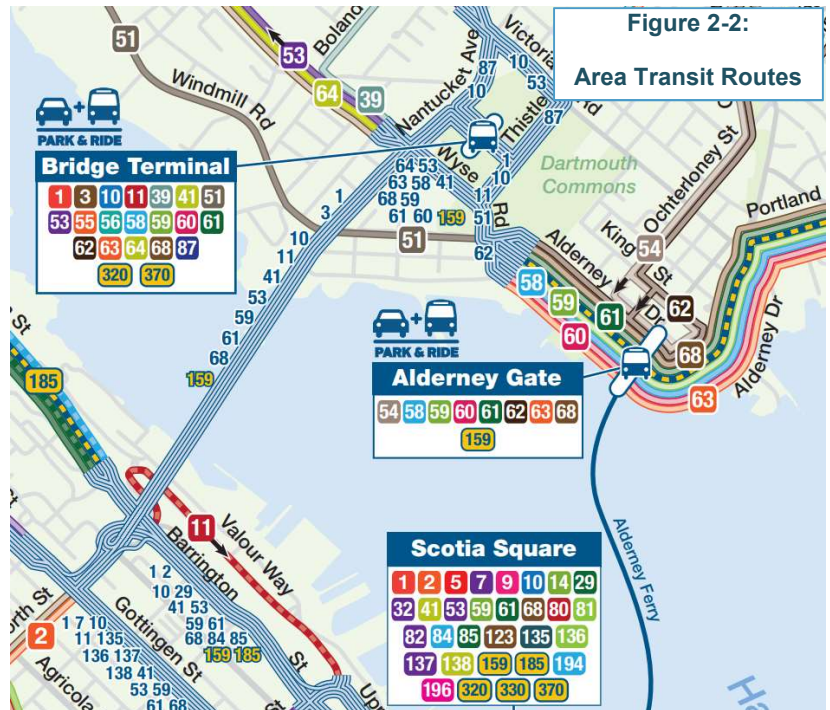 Figure 2-2:
Area Transit Routes
51
53
Boland
64
39
Windmill Rd
Nantucket Ave
87
10
Victoria Rd
10
53
87
Thistle
PARK & RIDE
Bridge Terminal
1 3 10 11 39 41 51
53 55 56 58 59 60 61
62 63 64 68 87
320 370
Wyse
Rd
64 53
63 58 41
68 59
61 60 159
1
10
11
51
62
51
Dartmouth
Commons
Ochterloney St
King St
54
Portland
Alderney Dr
58
59
60
61
62
68
63
Alderney Dr
1
3
10
11
41
53
59
61
68
159
PARK & RIDE
Alderney Gate
54 58 59 60 61 62 63 68
159
St
185
11
Valour Way
Barrington
St
Alderney Ferry
1 2
10 29
41 53
59 61
68 84 85
159 185
Gottingen St
2
1 7 10
11 135
136 137
138 41
53 59
61 68
Agricola
Scotia Square
1 2 5 7 9 10 14 29
32 41 53 59 61 68 80 81
82 84 85 123 135 136
137 138 159 185 194
196 320 330 370